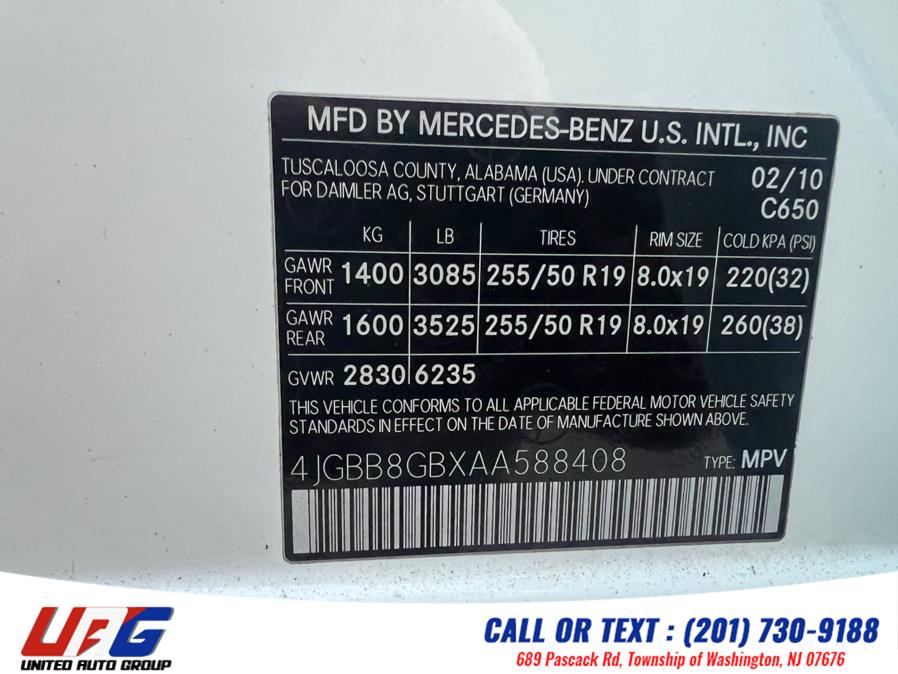 MFD BY MERCEDES-BENZ U.S. INTL., INC
TUSCALOOSA COUNTY, ALABAMA (USA). UNDER CONTRACT 02/10
FOR DAIMLER AG, STUTTGART (GERMANY) C650
KG LB TIRES RIM SIZE COLD KPA (PSI)
GAWR FRONT 1400 3085 255/50 R19 8.0x19 220(32)
GAWR REAR 1600 3525 255/50 R19 8.0x19 260(38)
GVWR 2830 6235
THIS VEHICLE CONFORMS TO ALL APPLICABLE FEDERAL MOTOR VEHICLE SAFETY
STANDARDS IN EFFECT ON THE DATE OF MANUFACTURE SHOWN ABOVE.
4JGBB8GBXAA588408 TYPE: MPV
UAG
UNITED AUTO GROUP
CALL OR TEXT : (201) 730-9188
689 Pascack Rd, Township of Washington, NJ 07676